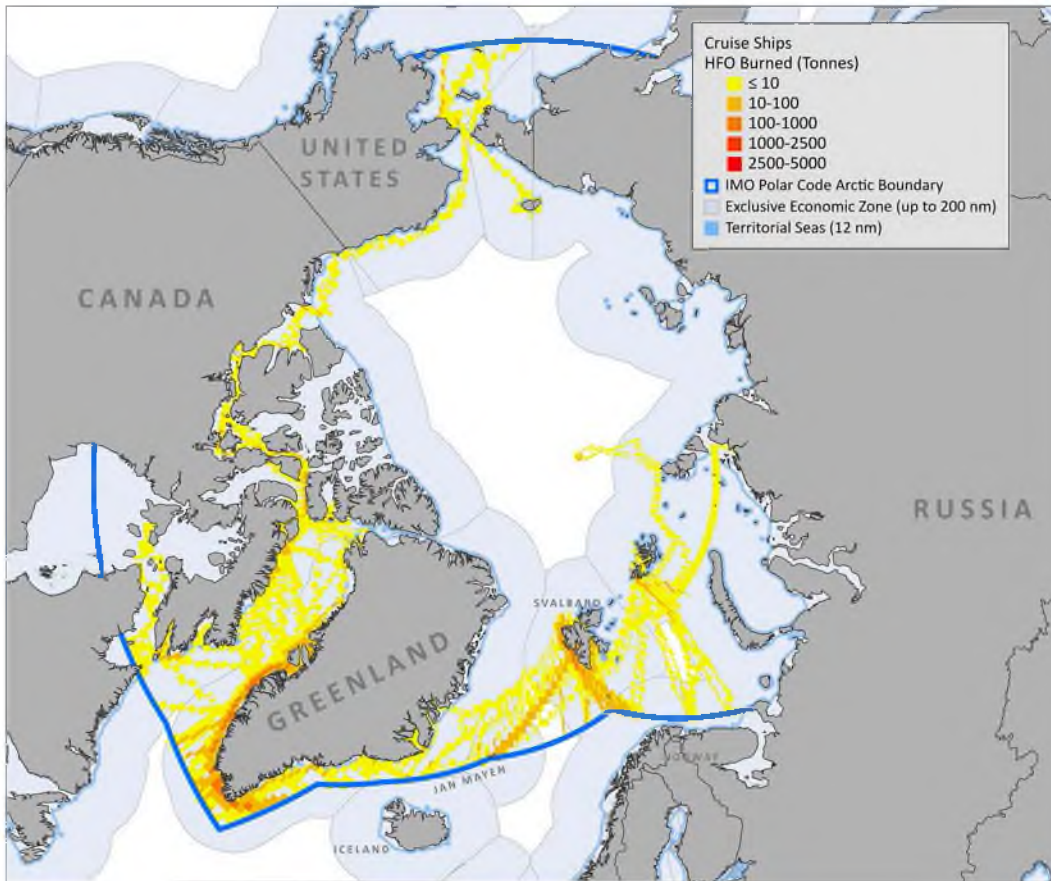 Cruise Ships
HFO Burned (Tonnes)
≤ 10
10-100
100-1000
1000-2500
2500-5000
IMO Polar Code Arctic Boundary
Exclusive Economic Zone (up to 200 nm)
Territorial Seas (12 nm)
UNITED
STATES
CANADA
RUSSIA
SVALBARD
GREENLAND
NORWAY
JAN MAYEN
ICELAND